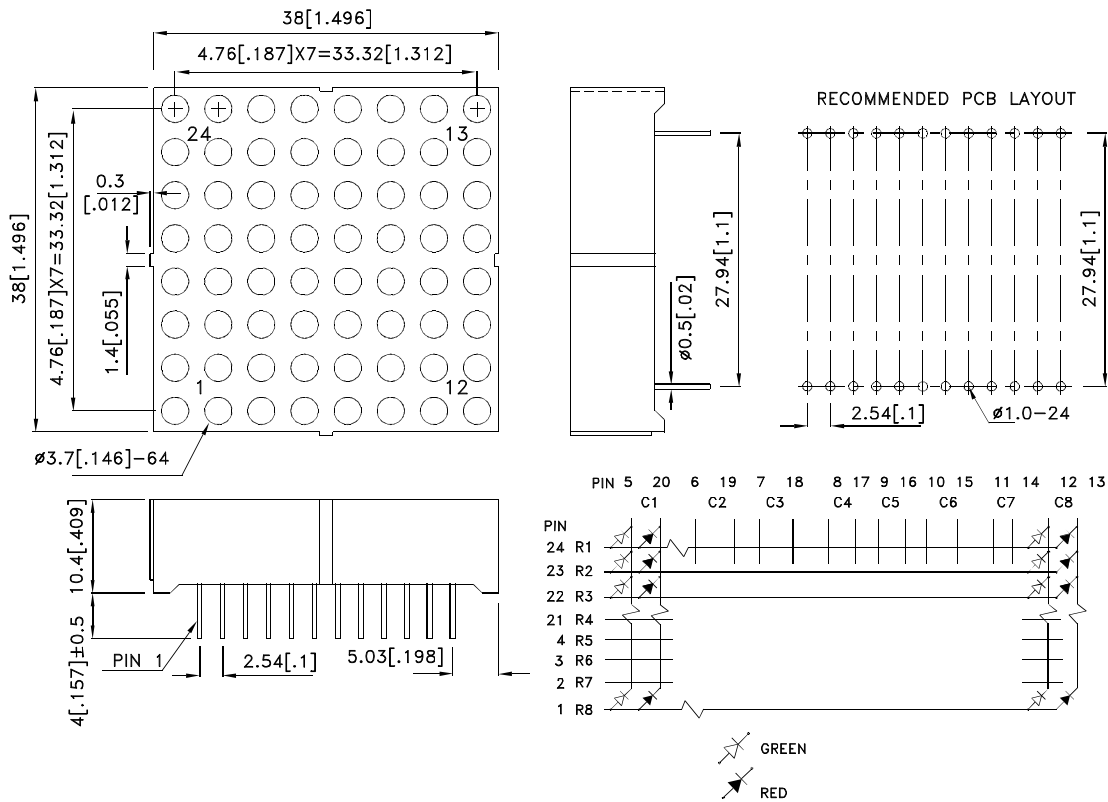 38[1.496]
4.76[.187]X7=33.32[1.312]
24
13
0.3
[.012]
38[1.496]
4.76[.187]X7=33.32[1.312]
1.4[.055]
1
12
ø3.7[.146]-64
ø0.5[.02]
27.94[1.1]
RECOMMENDED PCB LAYOUT
27.94[1.1]
2.54[.1]
ø1.0-24
10.4[.409]
4[.157]±0.5
PIN 1
2.54[.1]
5.03[.198]
PIN 5 20 6 19 7 18 8 17 9 16 10 15 11 14 12 13
C1 C2 C3 C4 C5 C6 C7 C8
PIN
24 R1
23 R2
22 R3
21 R4
4 R5
3 R6
2 R7
1 R8
GREEN
RED